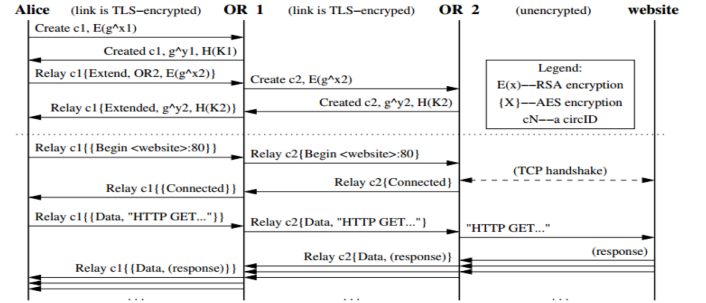 Alice (link is TLS-encrypted) OR 1 (link is TLS-encryped) OR 2 (unencrypted) website
Create c1, E(g^x1)
Created c1, g^y1, H(K1)
Relay c1{Extend, OR2, E(g^x2)}
Create c2, E(g^x2)
Created c2, g^y2, H(K2)
Relay c1{Extended, g^y2, H(K2)}
Legend:
E(x)—RSA encryption
{X}—AES encryption
cN—a circID
Relay c1{{Begin <website>:80}}
Relay c2{Begin <website>:80}
(TCP handshake)
Relay c2{Connected}
Relay c1{{Connected}}
Relay c1{{Data, "HTTP GET..."}}
Relay c2{Data, "HTTP GET..."}
"HTTP GET..."
(response)
Relay c2{Data, (response)}
Relay c1{{Data, (response)}}
. . . . . . . . .